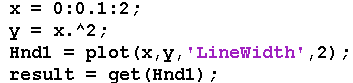 x = 0:0.1:2;
y = x.^2;
Hnd1 = plot(x,y,'LineWidth',2);
result = get(Hnd1);